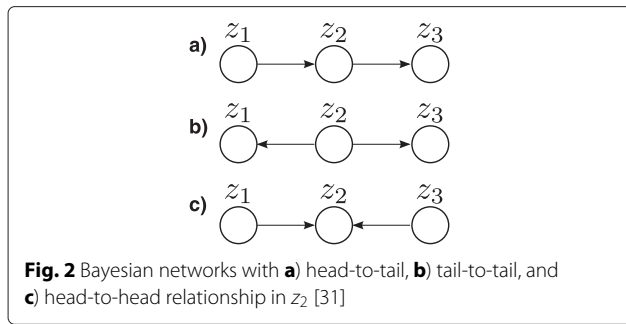 a) z1 z2 z3
b) z1 z2 z3
c) z1 z2 z3
Fig. 2 Bayesian networks with a) head-to-tail, b) tail-to-tail, and
c) head-to-head relationship in z2 [31]